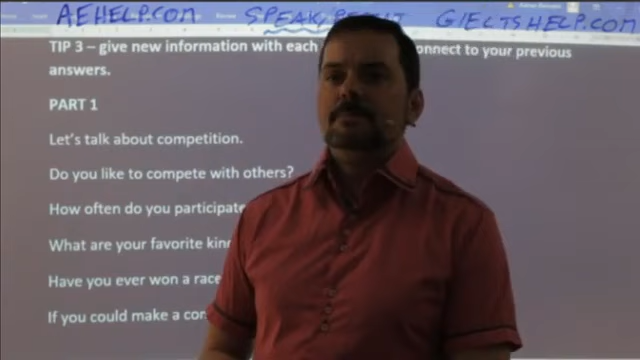 AEHELP.COM SPEAK/ GIELTSHELP.COM
TIP 3 – give new information with each onnect to your previous
answers.
PART 1
Let's talk about competition.
Do you like to compete with others?
How often do you participate
What are your favorite kin
Have you ever won a race
If you could make a co